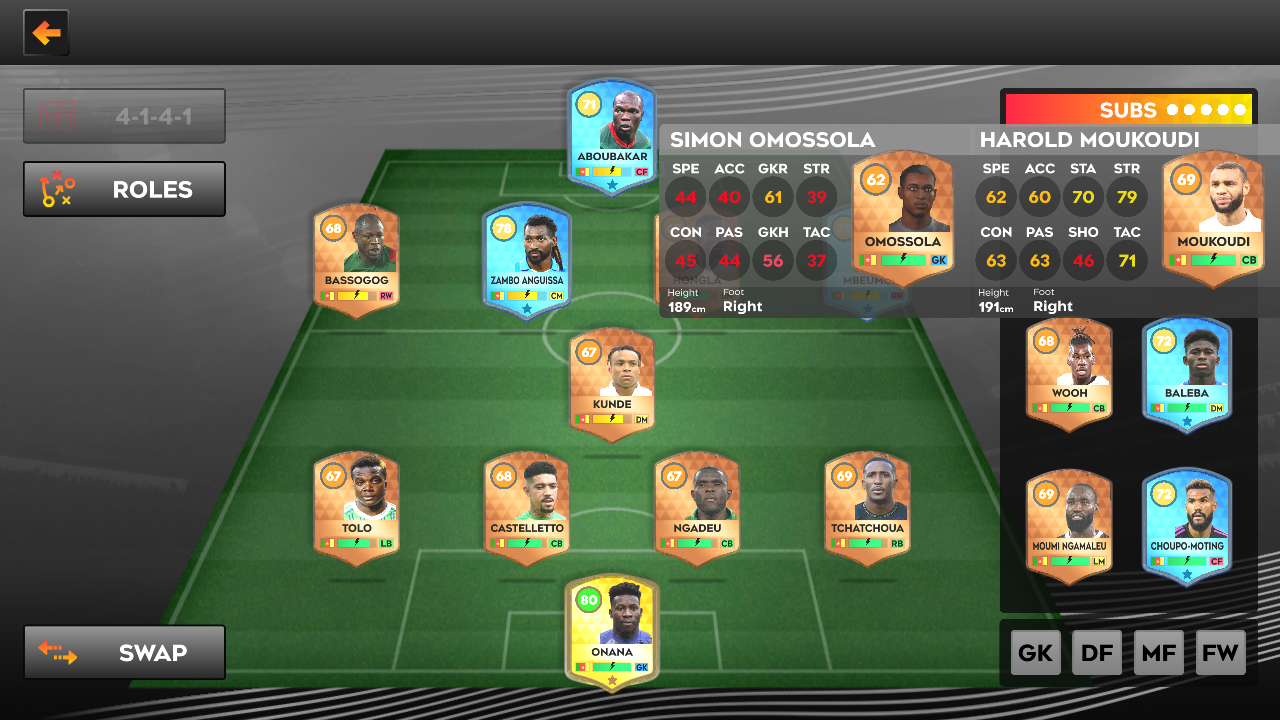 4-1-4-1
ROLES
SWAP
71
ABOUBAKAR
CF
68
BASSOGOG
RW
78
ZAMBO ANGUISSA
CM
HONGLA
MBEUMO
RW
67
KUNDE
DM
67
TOLO
LB
68
CASTELLETTO
CB
67
NGADEU
CB
69
TCHATCHOUA
RB
80
ONANA
GK
SUBS
SIMON OMOSSOLA
SPE ACC GKR STR
44 40 61 39
CON PAS GKH TAC
45 44 56 37
Height Foot
189cm Right
62
OMOSSOLA
GK
HAROLD MOUKOUDI
SPE ACC STA STR
62 60 70 79
CON PAS SHO TAC
63 63 46 71
Height Foot
191cm Right
69
MOUKOUDI
CB
68
WOOH
CB
72
BALEBA
DM
69
MOUMI NGAMALEU
LM
72
CHOUPO-MOTING
CF
GK DF MF FW